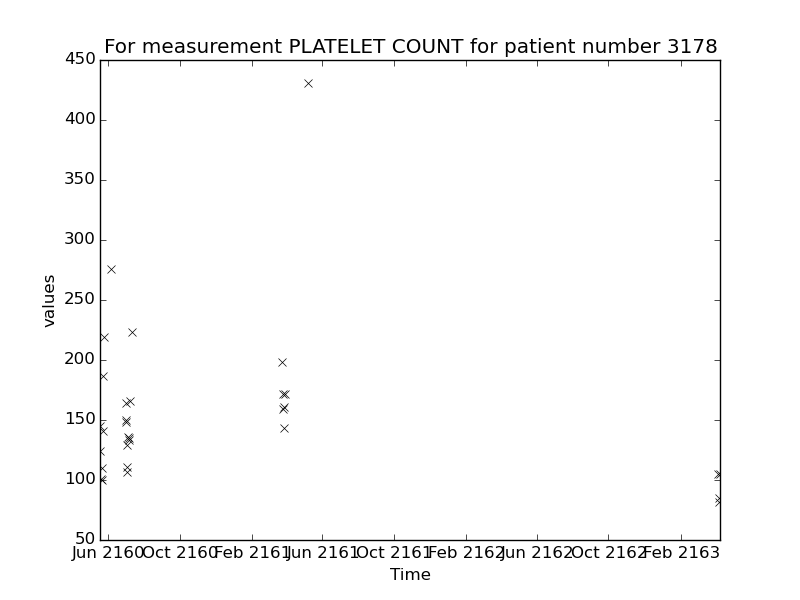 For measurement PLATELET COUNT for patient number 3178
450
400
350
300
250
200
150
100
50
values
Jun 2160 Oct 2160 Feb 2161 Jun 2161 Oct 2161 Feb 2162 Jun 2162 Oct 2162 Feb 2163
Time